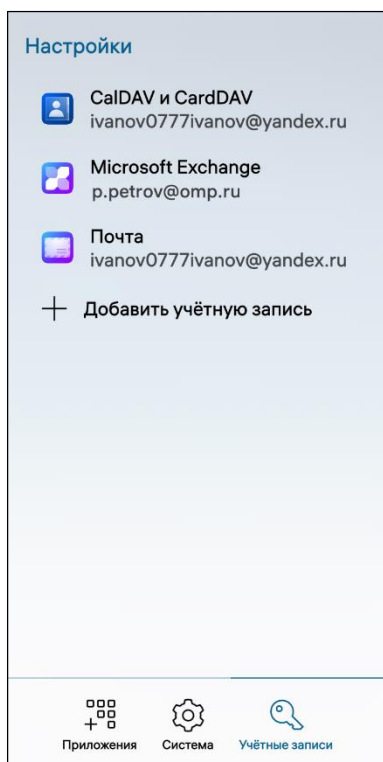 Настройки
CalDAV и CardDAV
ivanov0777ivanov@yandex.ru
Microsoft Exchange
p.petrov@omp.ru
Почта
ivanov0777ivanov@yandex.ru
Добавить учётную запись
Приложения Система Учётные записи